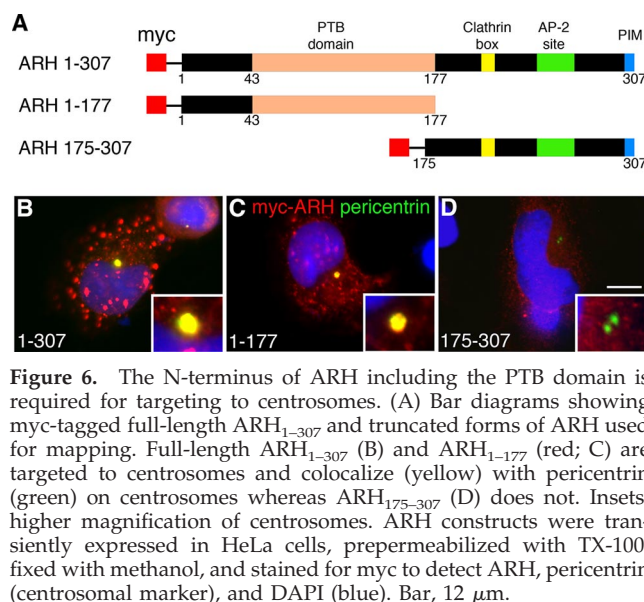 A
myc
PTB
domain
Clathrin
box
AP-2
site
PIM
ARH 1-307
1
43
177
307
ARH 1-177
1
43
177
ARH 175-307
175
307
B
1-307
C
myc-ARH pericentrin
1-177
D
175-307
Figure 6. The N-terminus of ARH including the PTB domain is
required for targeting to centrosomes. (A) Bar diagrams showing
myc-tagged full-length ARH1–307 and truncated forms of ARH used
for mapping. Full-length ARH1–307 (B) and ARH1–177 (red; C) are
targeted to centrosomes and colocalize (yellow) with pericentrin
(green) on centrosomes whereas ARH175–307 (D) does not. Insets
higher magnification of centrosomes. ARH constructs were tran-
siently expressed in HeLa cells, prepermeabilized with TX-100
fixed with methanol, and stained for myc to detect ARH, pericentrin
(centrosomal marker), and DAPI (blue). Bar, 12 μm.